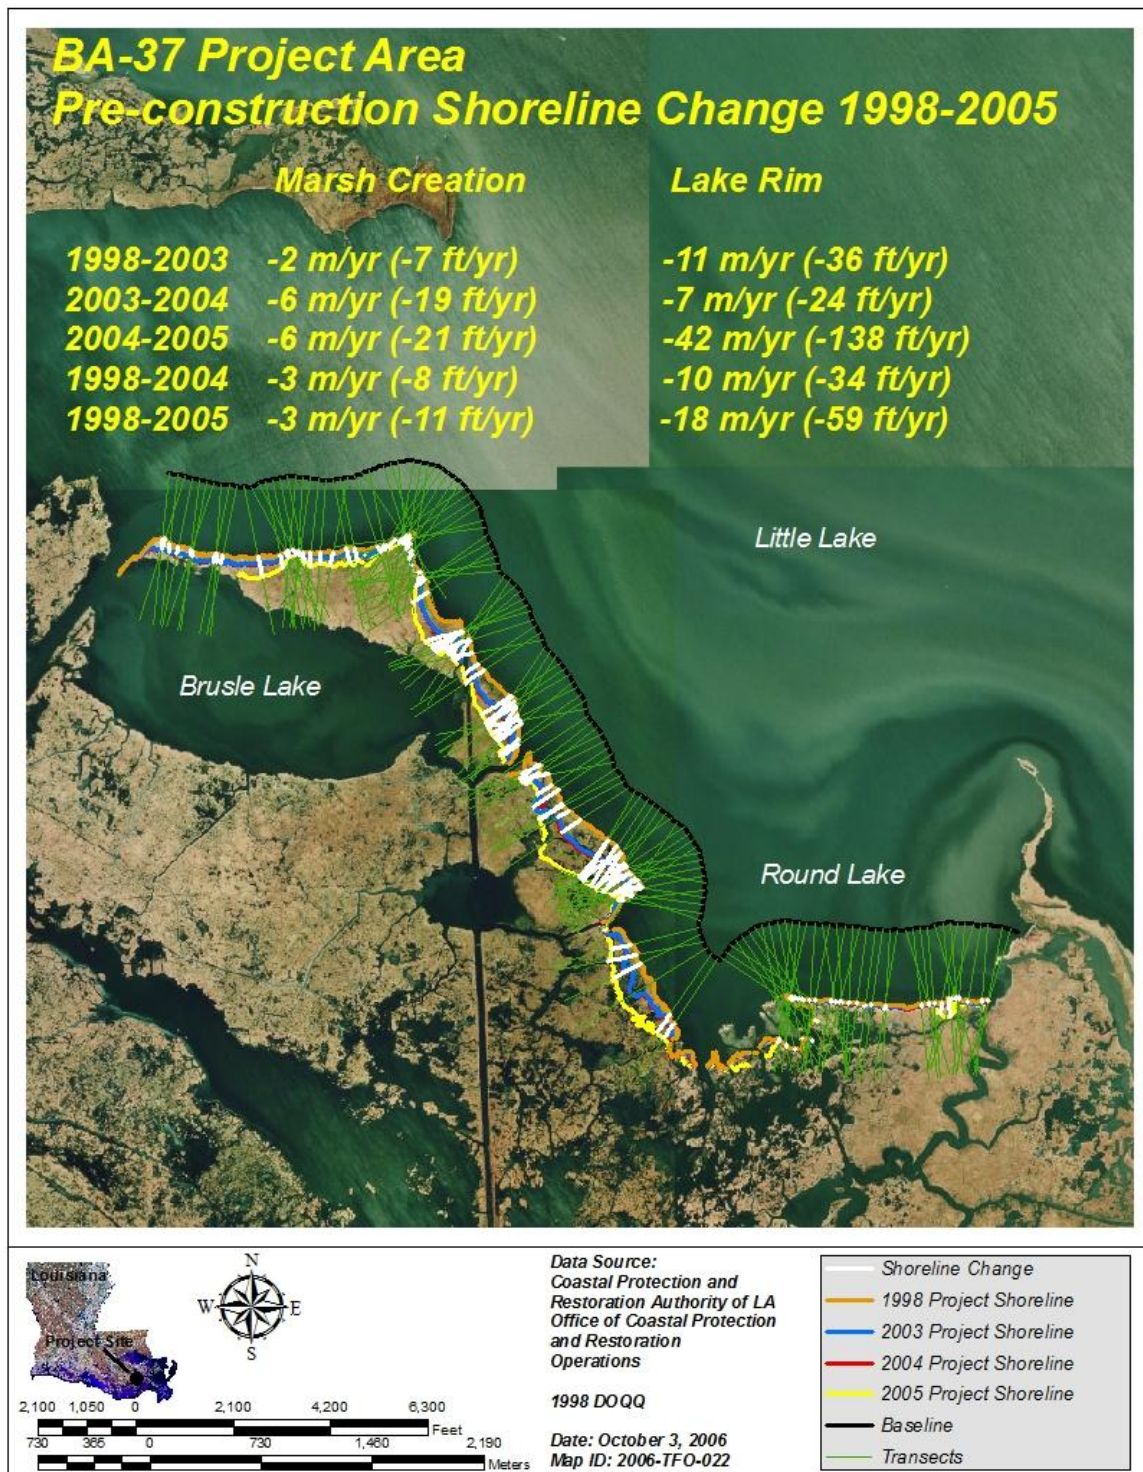 BA-37 Project Area
Pre-construction Shoreline Change 1998-2005
Marsh Creation Lake Rim
1998-2003 -2 m/yr (-7 ft/yr) -11 m/yr (-36 ft/yr)
2003-2004 -6 m/yr (-19 ft/yr) -7 m/yr (-24 ft/yr)
2004-2005 -6 m/yr (-21 ft/yr) -42 m/yr (-138 ft/yr)
1998-2004 -3 m/yr (-8 ft/yr) -10 m/yr (-34 ft/yr)
1998-2005 -3 m/yr (-11 ft/yr) -18 m/yr (-59 ft/yr)
Little Lake
Brusle Lake
Round Lake
Louisiana
Project Site
N
W E
S
2,100 1,050 0 2,100 4,200 6,300
Feet
730 365 0 730 1,460 2,190
Meters
Data Source:
Coastal Protection and
Restoration Authority of LA
Office of Coastal Protection
and Restoration
Operations
1998 DOQQ
Date: October 3, 2006
Map ID: 2006-TFO-022
Shoreline Change
1998 Project Shoreline
2003 Project Shoreline
2004 Project Shoreline
2005 Project Shoreline
Baseline
Transects